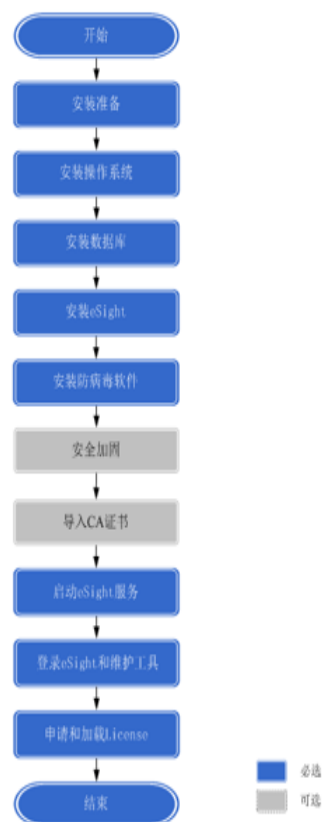 开始
安装准备
安装操作系统
安装数据库
安装eSight
安装防病毒软件
安全加固
导入CA证书
启动eSight服务
登录eSight和维护工具
申请和加载License
结束
必选
可选